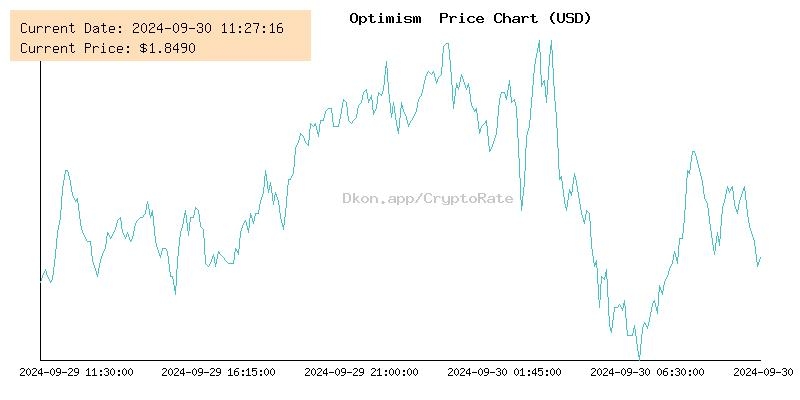 Optimism Price Chart (USD)
Current Date: 2024-09-30 11:27:16
Current Price: $1.8490
Dkon.app/CryptoRate
2024-09-29 11:30:00 2024-09-29 16:15:00 2024-09-29 21:00:00 2024-09-30 01:45:00 2024-09-30 06:30:00 2024-09-30